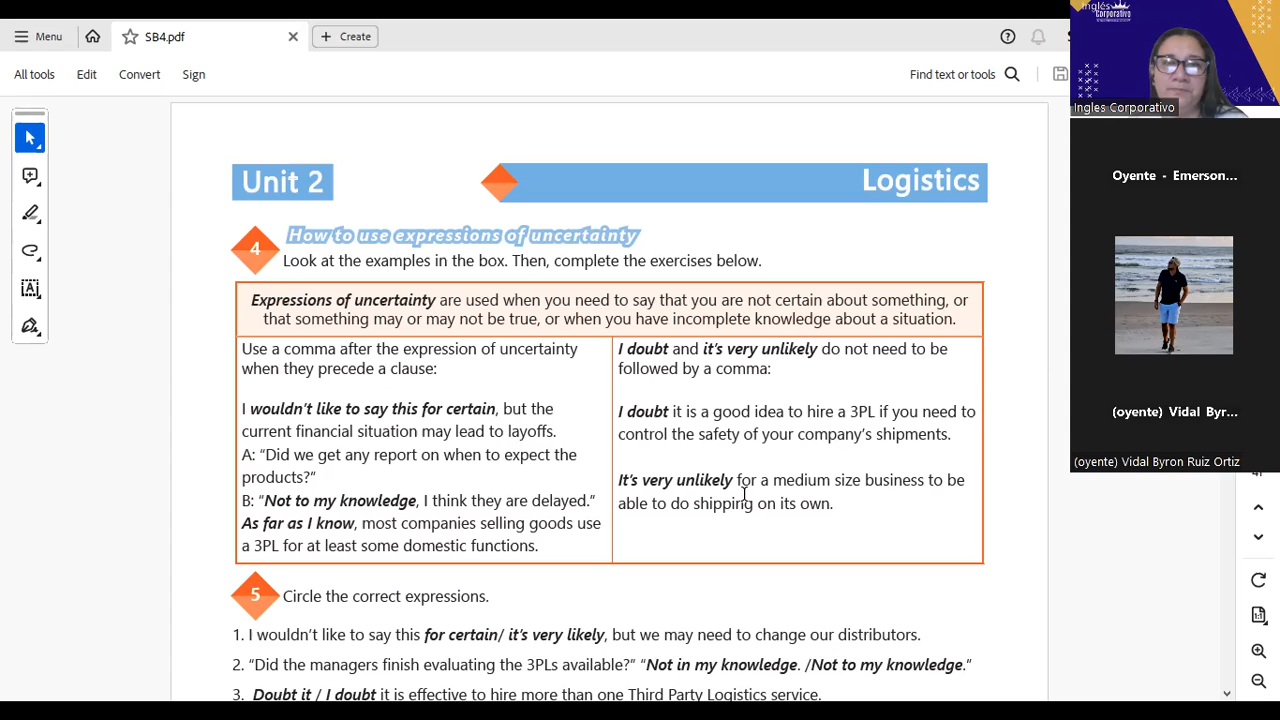 Menu
SB4.pdf
Create
All tools
Edit
Convert
Sign
Find text or tools
Unit 2
Logistics
4
How to use expressions of uncertainty
Look at the examples in the box. Then, complete the exercises below.
Expressions of uncertainty are used when you need to say that you are not certain about something, or
that something may or may not be true, or when you have incomplete knowledge about a situation.
Use a comma after the expression of uncertainty
when they precede a clause:
I wouldn't like to say this for certain, but the
current financial situation may lead to layoffs.
A: "Did we get any report on when to expect the
products?"
B: "Not to my knowledge, I think they are delayed."
As far as I know, most companies selling goods use
a 3PL for at least some domestic functions.
I doubt and it's very unlikely do not need to be
followed by a comma:
I doubt it is a good idea to hire a 3PL if you need to
control the safety of your company's shipments.
It's very unlikely for a medium size business to be
able to do shipping on its own.
5
Circle the correct expressions.
1. I wouldn't like to say this for certain/ it's very likely, but we may need to change our distributors.
2. "Did the managers finish evaluating the 3PLs available?" "Not in my knowledge. /Not to my knowledge."
3. Doubt it / I doubt it is effective to hire more than one Third Party Logistics service.
Inglés
Corporativo
Ingles Corporativo
Oyente - Emerson...
(oyente) Vidal Byr...
(oyente) Vidal Byron Ruiz Ortiz